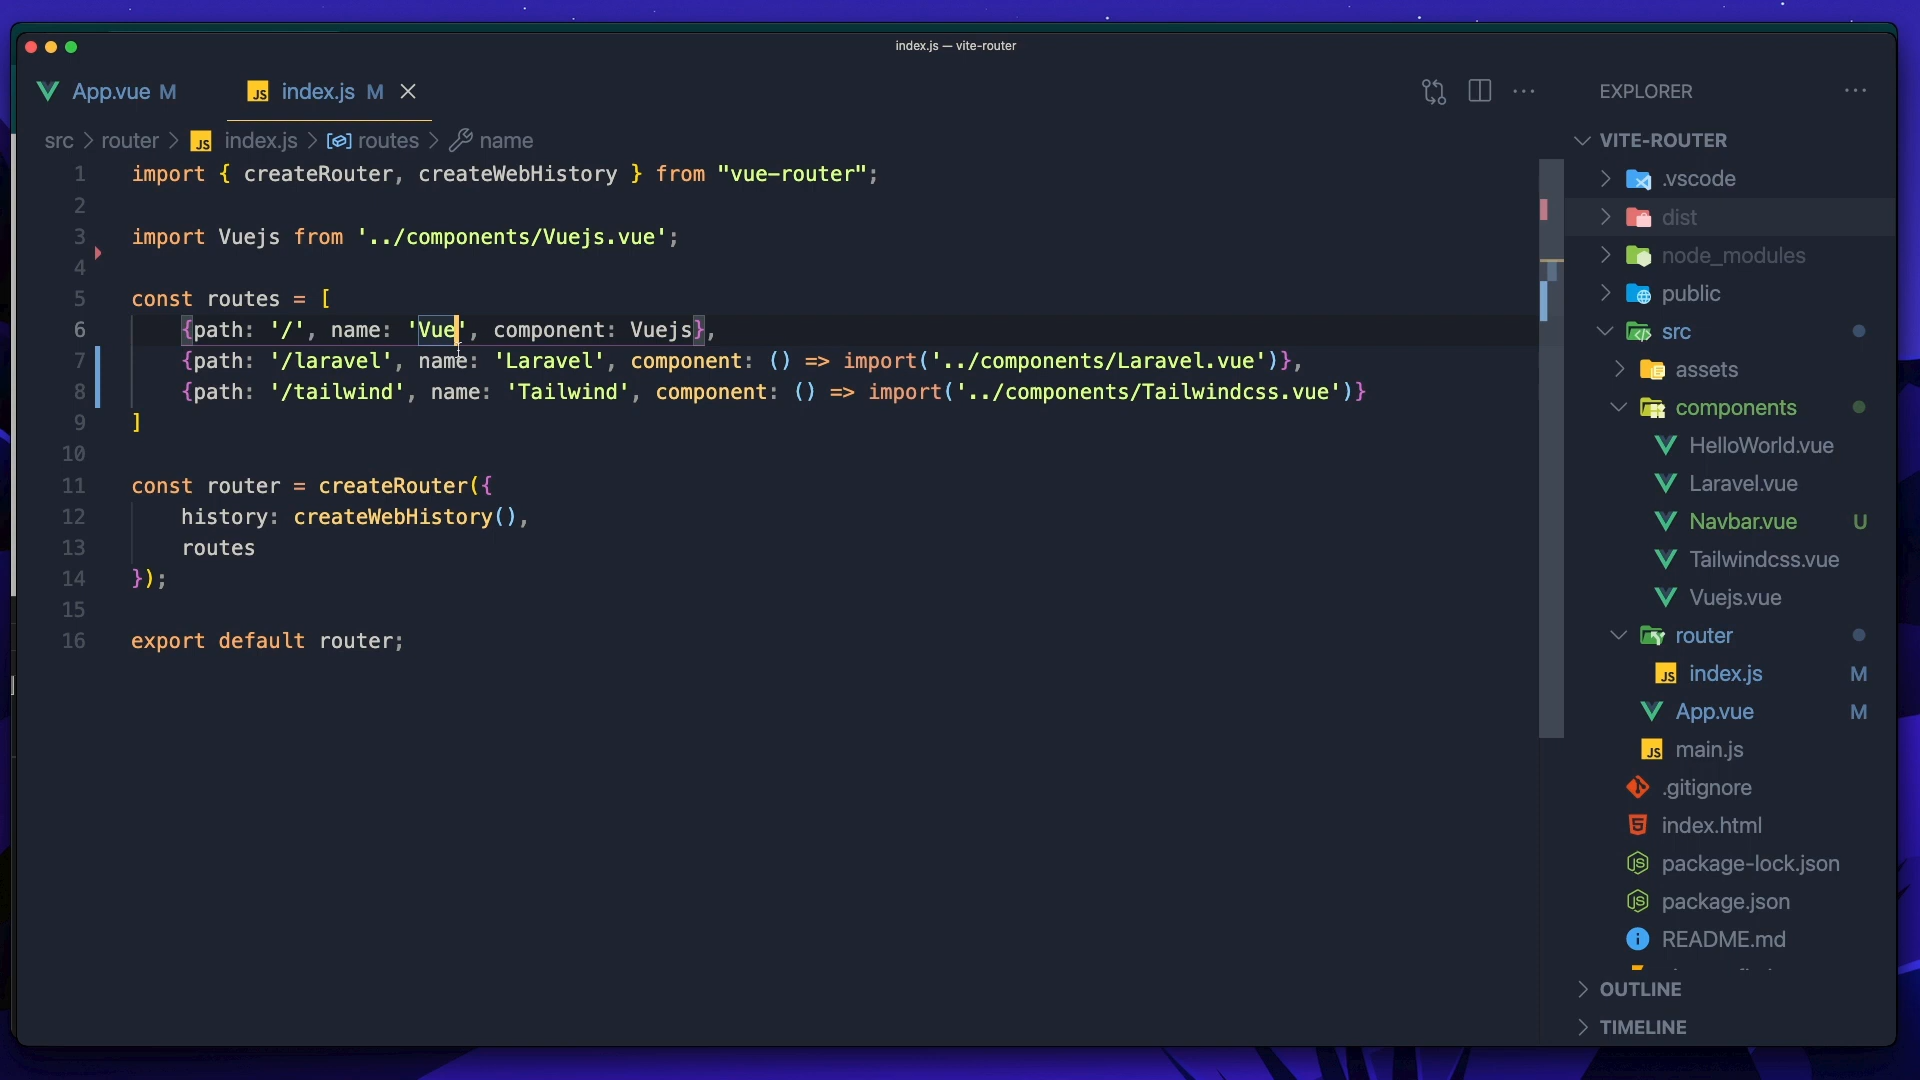 index.js — vite-router
App.vue M
JS index.js M
EXPLORER
src > router > JS index.js > routes > name
1 import { createRouter, createWebHistory } from "vue-router";
2
3 import Vuejs from '../components/Vuejs.vue';
4
5 const routes = [
6 {path: '/', name: 'Vue', component: Vuejs},
7 {path: '/laravel', name: 'Laravel', component: () => import('../components/Laravel.vue')},
8 {path: '/tailwind', name: 'Tailwind', component: () => import('../components/Tailwindcss.vue')}
9 ]
10
11 const router = createRouter({
12 history: createWebHistory(),
13 routes
14 });
15
16 export default router;
VITE-ROUTER
.vscode
dist
node_modules
public
src
assets
components
HelloWorld.vue
Laravel.vue
Navbar.vue U
Tailwindcss.vue
Vuejs.vue
router
JS index.js M
App.vue M
JS main.js
.gitignore
index.html
package-lock.json
package.json
README.md
OUTLINE
TIMELINE